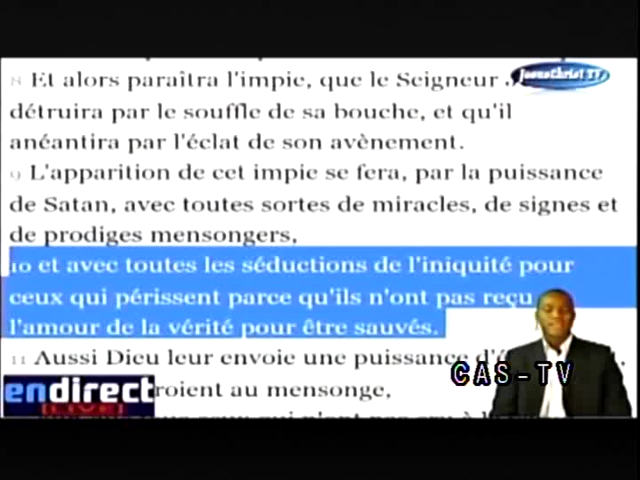 8 Et alors paraîtra l'impie, que le Seigneur
JesusChrist TV
détruira par le souffle de sa bouche, et qu'il
anéantira par l'éclat de son avènement.
9 L'apparition de cet impie se fera, par la puissance
de Satan, avec toutes sortes de miracles, de signes et
de prodiges mensongers,
10 et avec toutes les séductions de l'iniquité pour
ceux qui périssent parce qu'ils n'ont pas reçu
l'amour de la vérité pour être sauvés.
11 Aussi Dieu leur envoie une puissance
CAS-TV
endirect
au mensonge,
[LIVE]